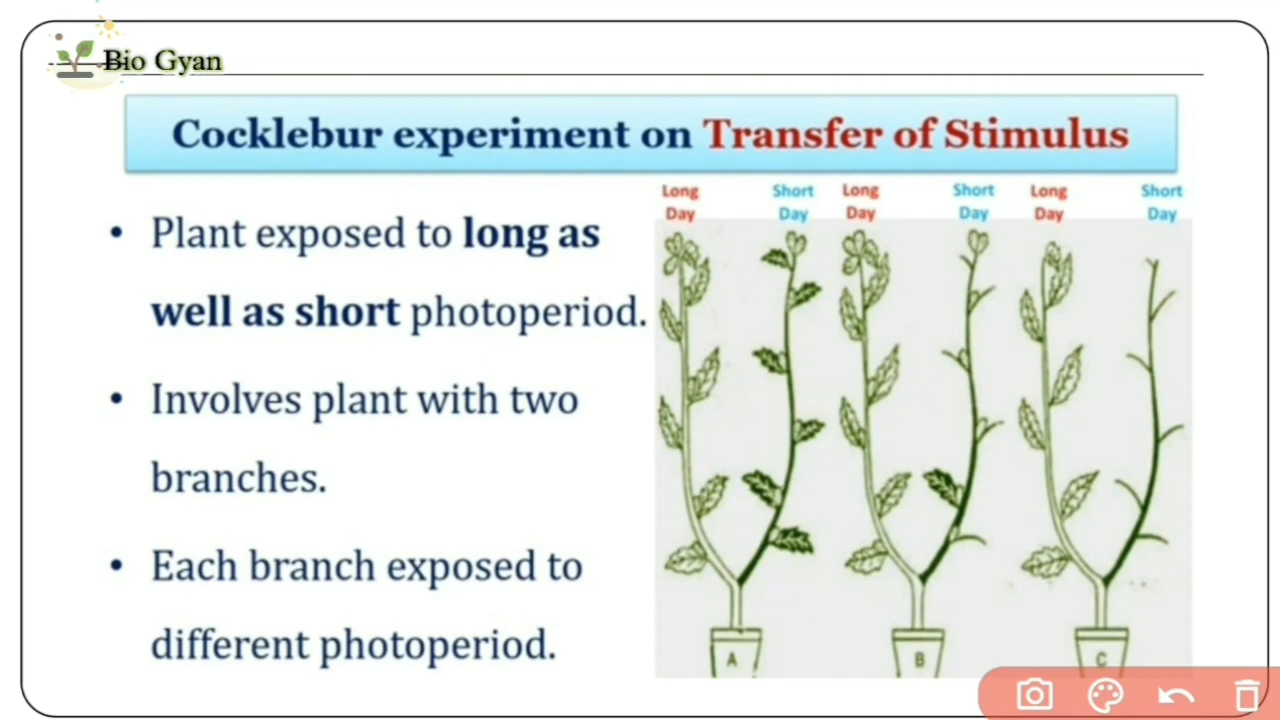 Bio Gyan
Cocklebur experiment on Transfer of Stimulus
• Plant exposed to long as
well as short photoperiod.
• Involves plant with two
branches.
• Each branch exposed to
different photoperiod.
Long Day
Short Day
Long Day
Short Day
Long Day
Short Day
A
B
C